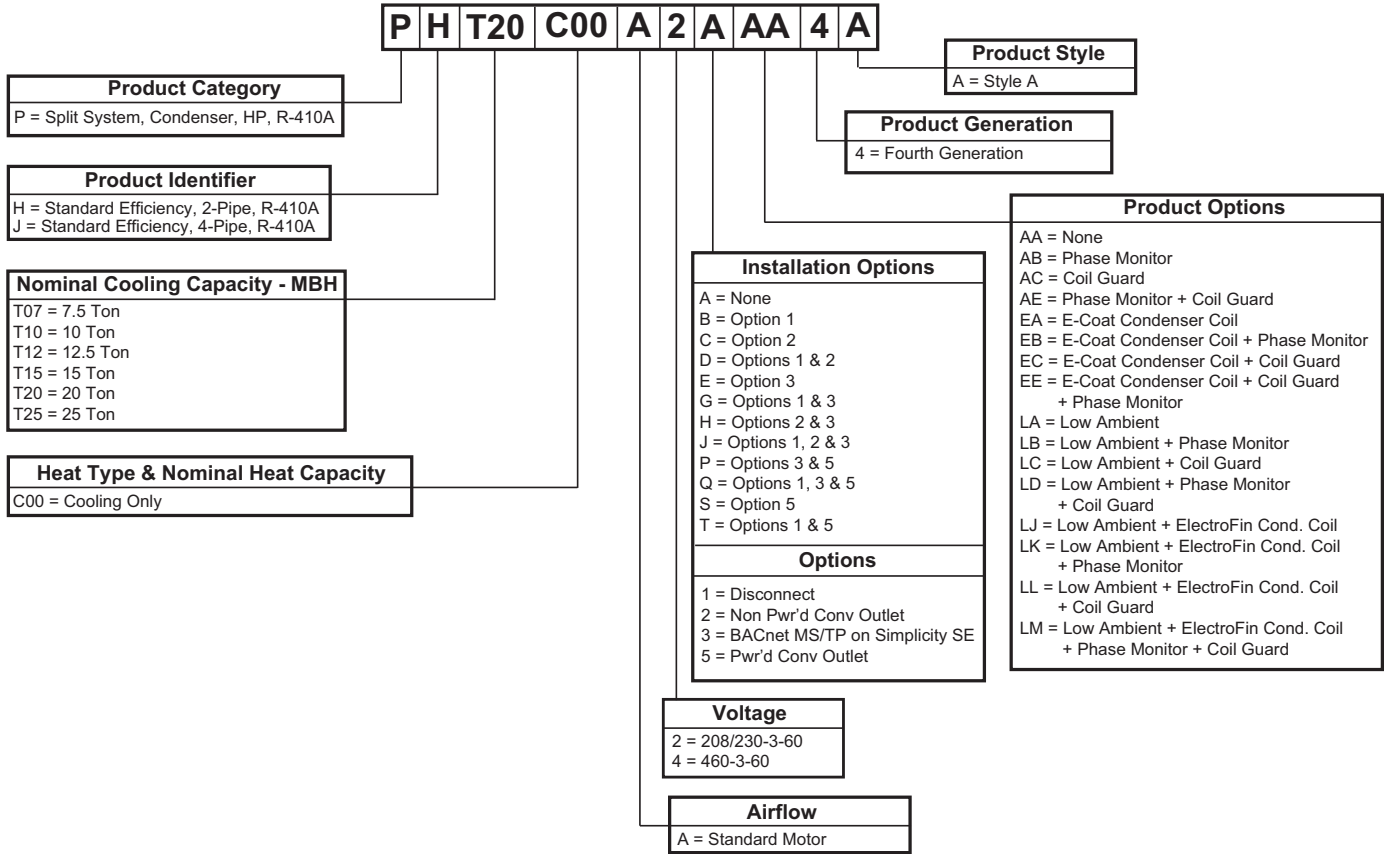 P H T20 C00 A 2 A AA 4 A
Product Category
P = Split System, Condenser, HP, R-410A
Product Identifier
H = Standard Efficiency, 2-Pipe, R-410A
J = Standard Efficiency, 4-Pipe, R-410A
Nominal Cooling Capacity - MBH
T07 = 7.5 Ton
T10 = 10 Ton
T12 = 12.5 Ton
T15 = 15 Ton
T20 = 20 Ton
T25 = 25 Ton
Heat Type & Nominal Heat Capacity
C00 = Cooling Only
Product Style
A = Style A
Product Generation
4 = Fourth Generation
Product Options
AA = None
AB = Phase Monitor
AC = Coil Guard
AE = Phase Monitor + Coil Guard
EA = E-Coat Condenser Coil
EB = E-Coat Condenser Coil + Phase Monitor
EC = E-Coat Condenser Coil + Coil Guard
EE = E-Coat Condenser Coil + Coil Guard
+ Phase Monitor
LA = Low Ambient
LB = Low Ambient + Phase Monitor
LC = Low Ambient + Coil Guard
LD = Low Ambient + Phase Monitor
+ Coil Guard
LJ = Low Ambient + ElectroFin Cond. Coil
LK = Low Ambient + ElectroFin Cond. Coil
+ Phase Monitor
LL = Low Ambient + ElectroFin Cond. Coil
+ Coil Guard
LM = Low Ambient + ElectroFin Cond. Coil
+ Phase Monitor + Coil Guard
Installation Options
A = None
B = Option 1
C = Option 2
D = Options 1 & 2
E = Option 3
G = Options 1 & 3
H = Options 2 & 3
J = Options 1, 2 & 3
P = Options 3 & 5
Q = Options 1, 3 & 5
S = Option 5
T = Options 1 & 5
Options
1 = Disconnect
2 = Non Pwr'd Conv Outlet
3 = BACnet MS/TP on Simplicity SE
5 = Pwr'd Conv Outlet
Voltage
2 = 208/230-3-60
4 = 460-3-60
Airflow
A = Standard Motor